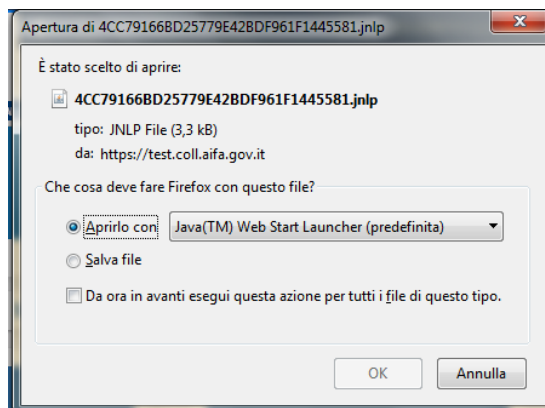 Apertura di 4CC79166BD25779E42BDF961F1445581.jnlp
È stato scelto di aprire:
4CC79166BD25779E42BDF961F1445581.jnlp
tipo: JNLP File (3,3 kB)
da: https://test.coll.aifa.gov.it
Che cosa deve fare Firefox con questo file?
Aprirlo con Java(TM) Web Start Launcher (predefinita)
Salva file
Da ora in avanti esegui questa azione per tutti i file di questo tipo.
OK Annulla